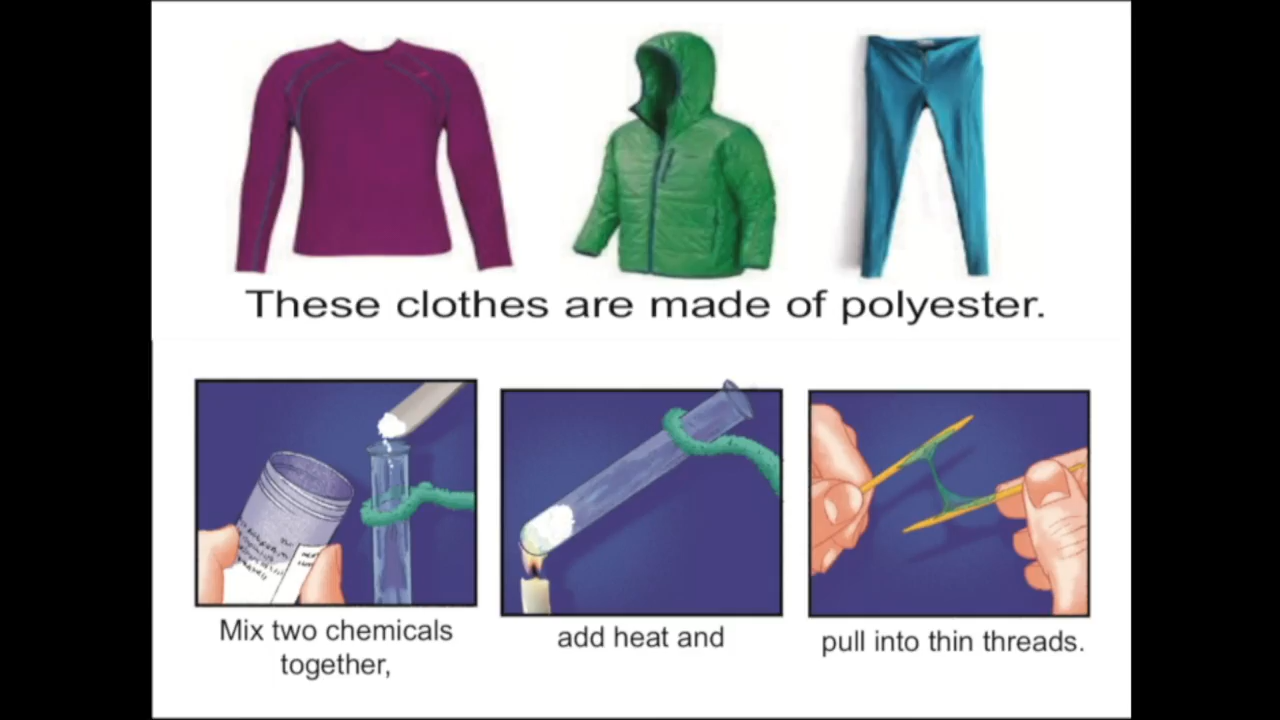 These clothes are made of polyester.
Mix two chemicals
together,
add heat and
pull into thin threads.